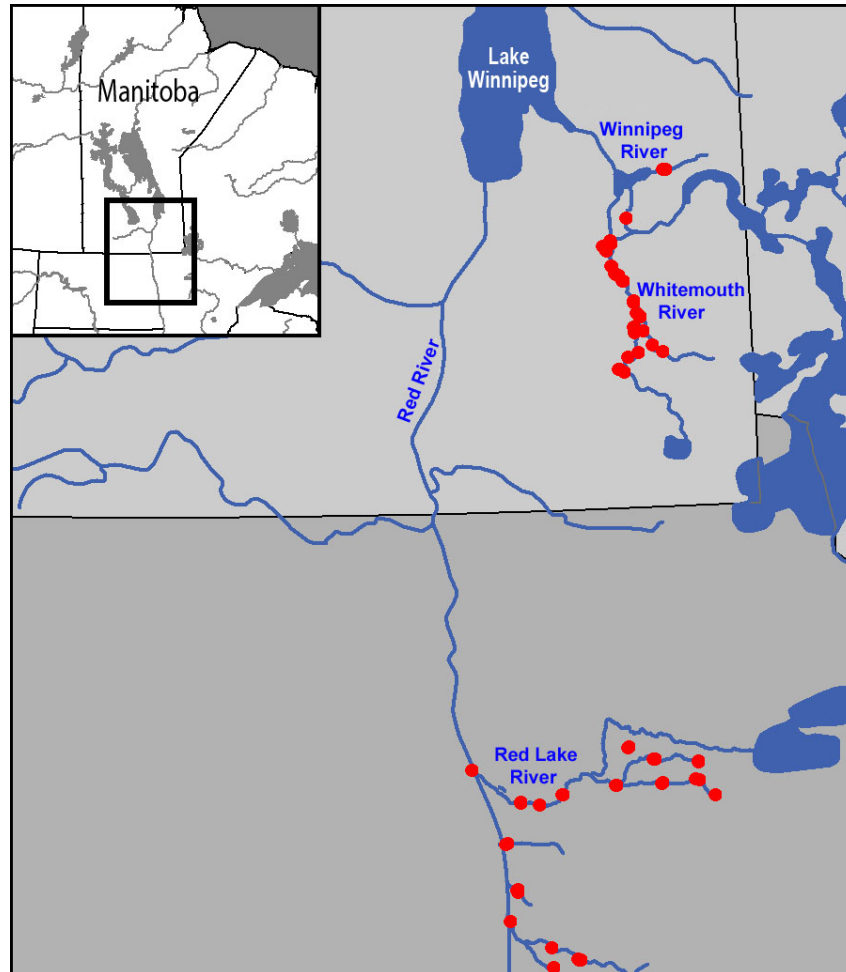 Manitoba
Lake
Winnipeg
Winnipeg
River
Whitemouth
River
Red River
Red Lake
River